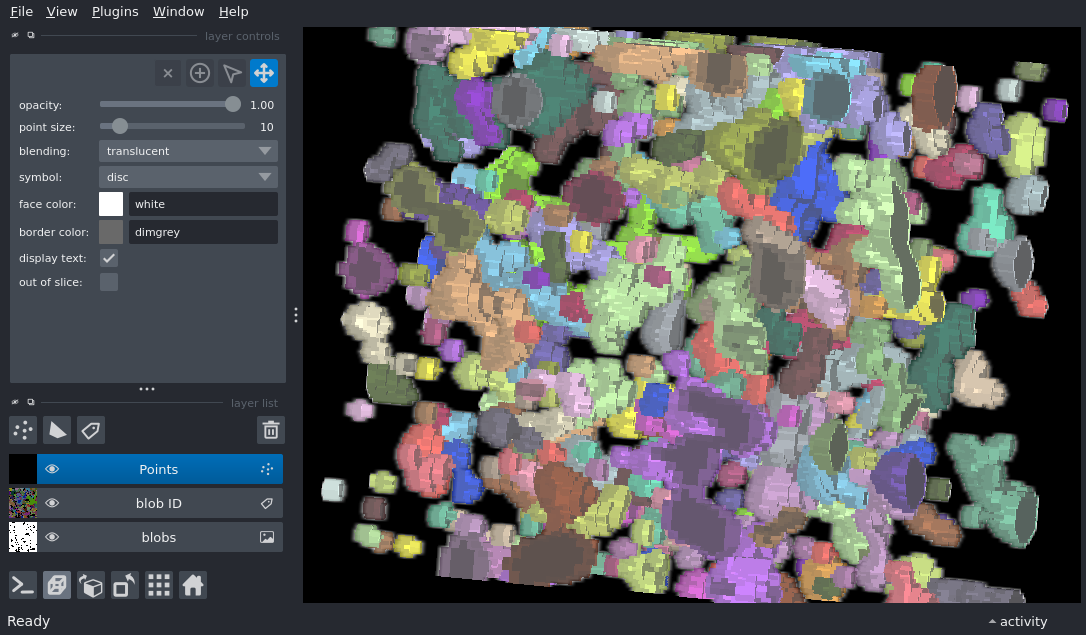 File View Plugins Window Help
layer controls
opacity: 1.00
point size: 10
blending: translucent
symbol: disc
face color: white
border color: dimgrey
display text:
out of slice:
layer list
Points
blob ID
blobs
Ready
activity